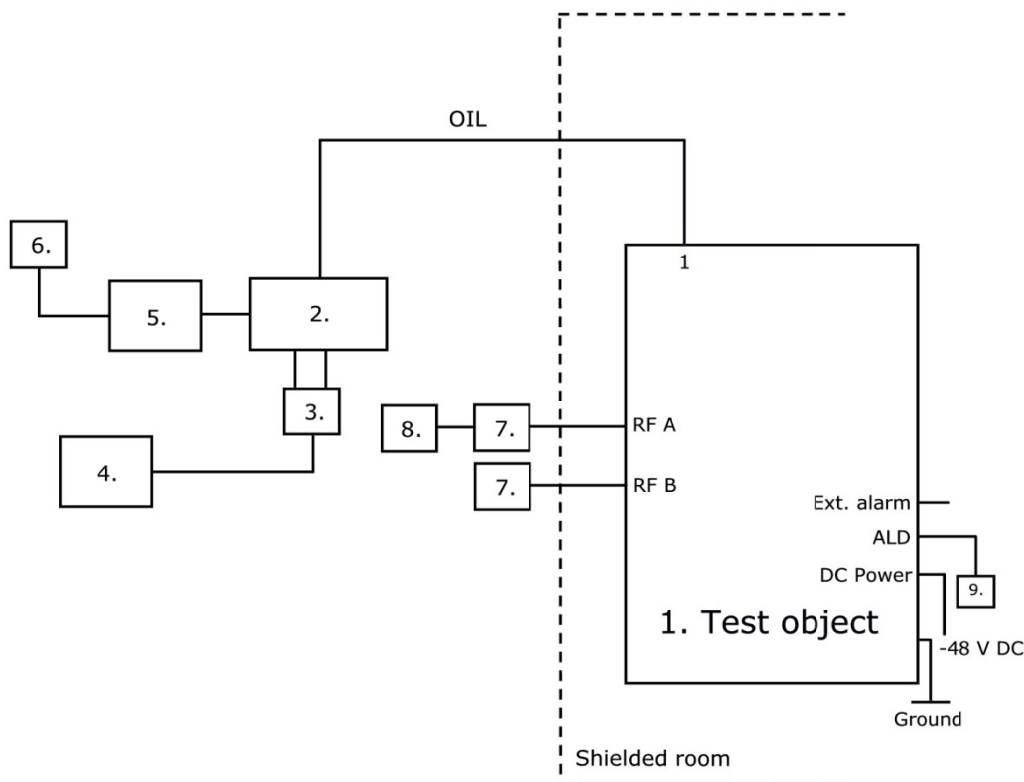 OIL
6.
1
5.
2.
3.
8.
7.
RF A
4.
7.
RF B
Ext. alarm
ALD
DC Power
9.
1. Test object
-48 V DC
Ground
Shielded room